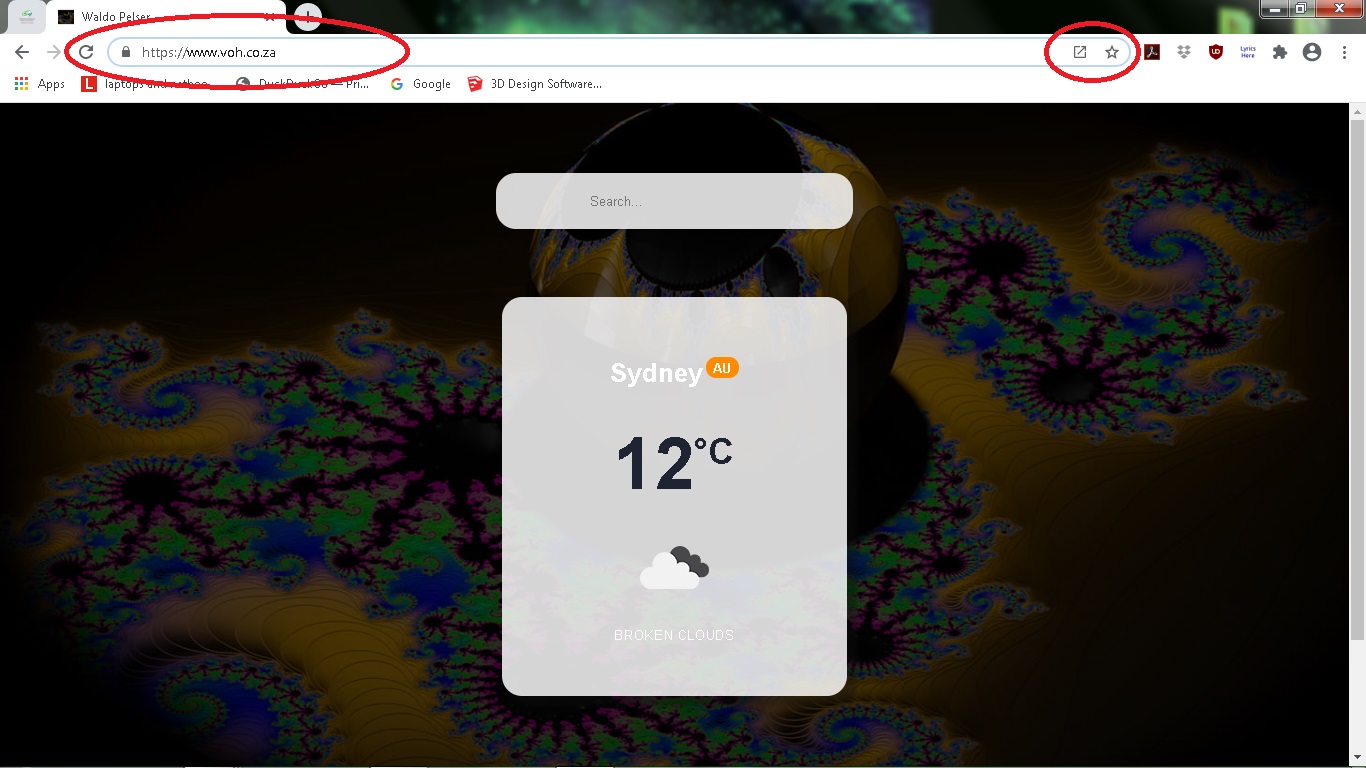 Waldo Pelser
https://www.voh.co.za
Lyrics Here
Apps
laptops and
DuckDuckGo — Pri...
Google
3D Design Software...
Search...
Sydney AU
12°C
BROKEN CLOUDS